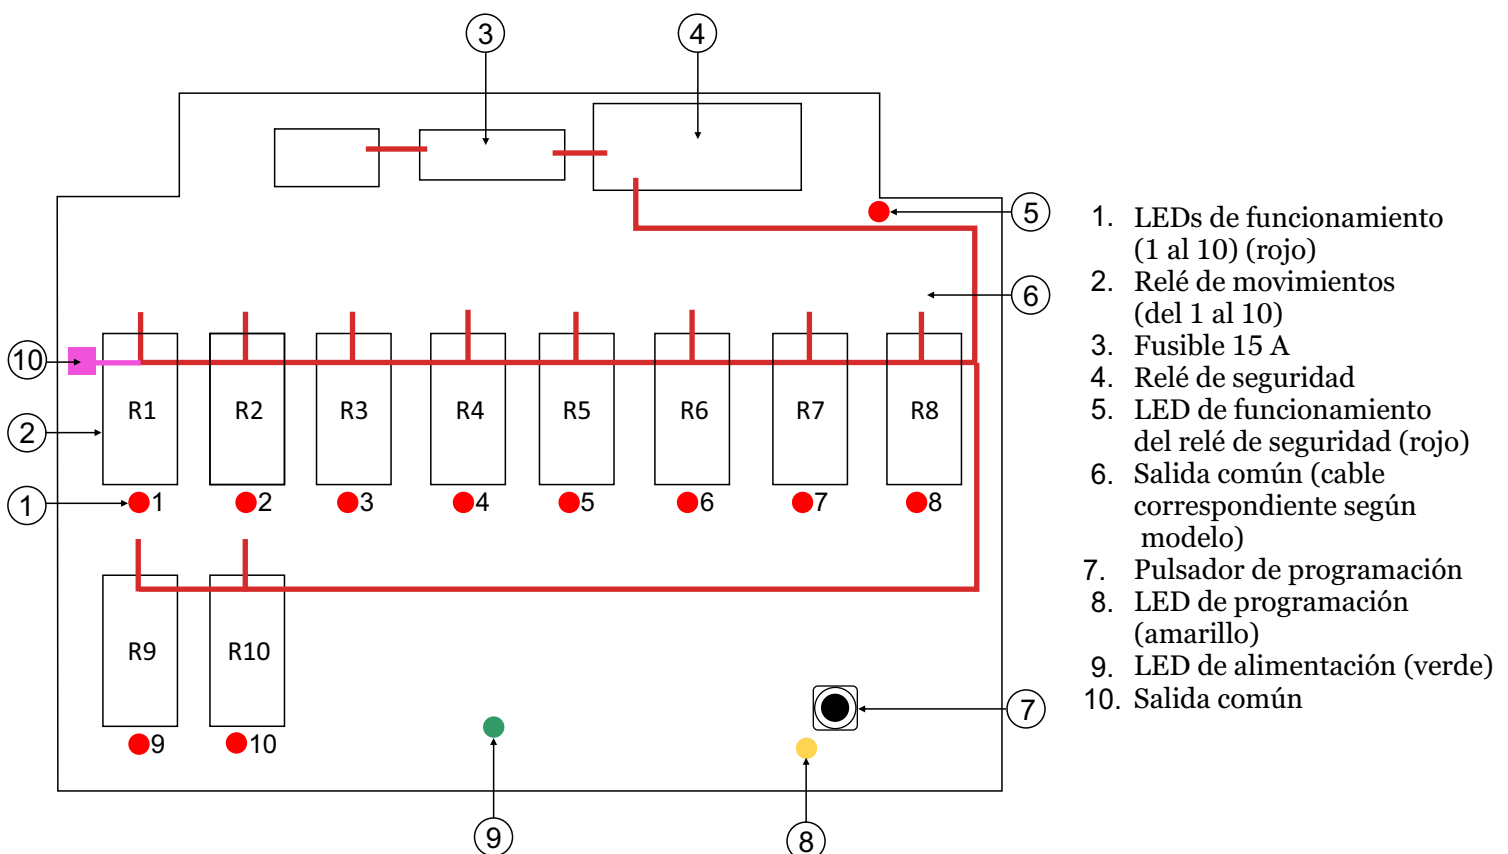 3
4
5
6
10
R1
R2
R3
R4
R5
R6
R7
R8
2
1
1
2
3
4
5
6
7
8
R9
R10
9
10
7
9
8
1. LEDs de funcionamiento
(1 al 10) (rojo)
2. Relé de movimientos
(del 1 al 10)
3. Fusible 15 A
4. Relé de seguridad
5. LED de funcionamiento
del relé de seguridad (rojo)
6. Salida común (cable
correspondiente según
modelo)
7. Pulsador de programación
8. LED de programación
(amarillo)
9. LED de alimentación (verde)
10. Salida común